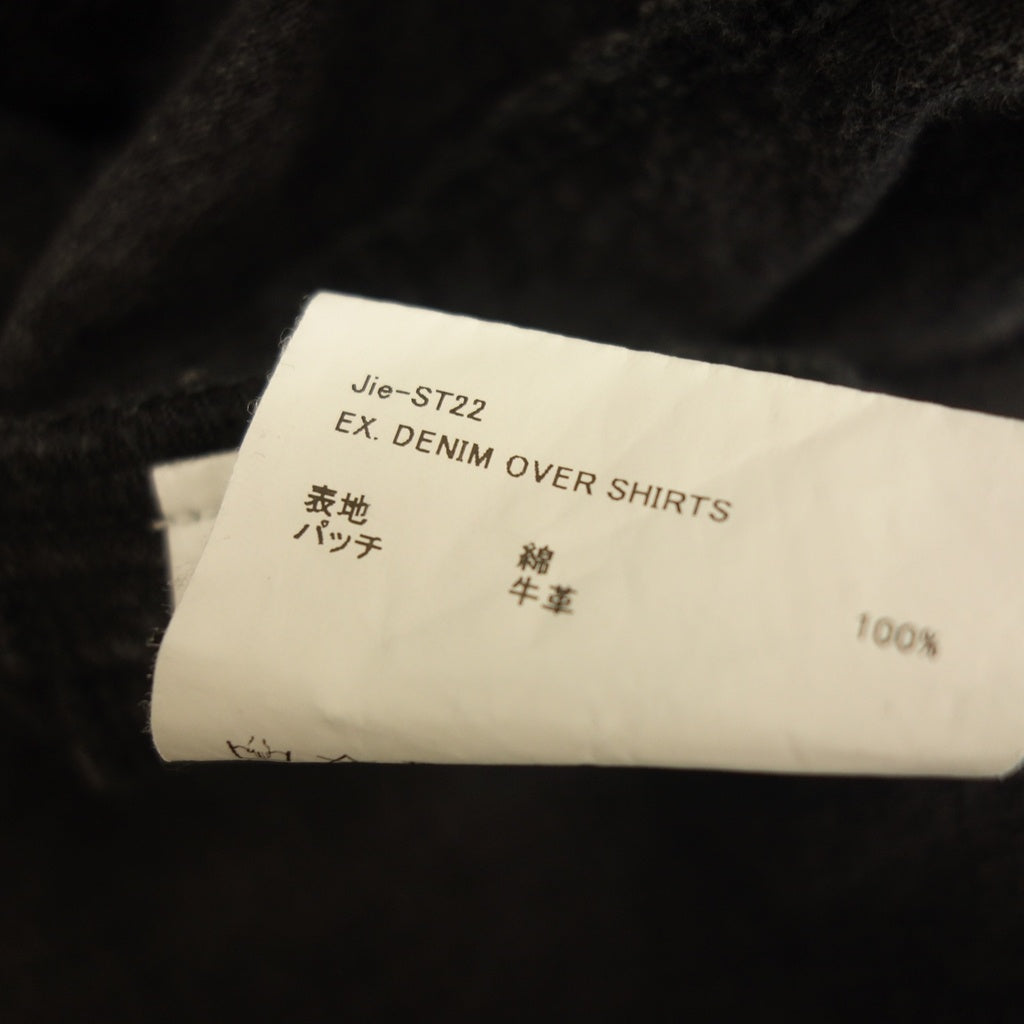 Jie-ST22
EX. DENIM OVER SHIRTS
表地 綿 100%
パッチ 牛革